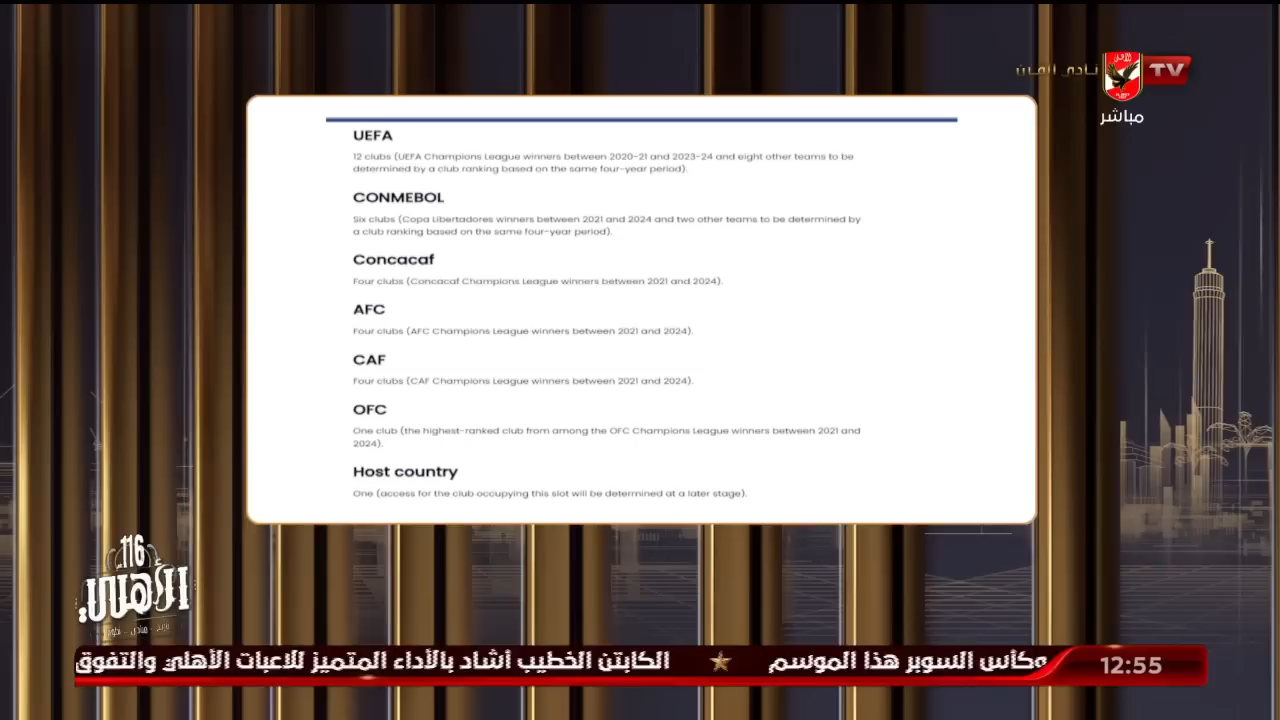 نادي القرن
TV
مباشر
UEFA
12 clubs (UEFA Champions League winners between 2020-21 and 2023-24 and eight other teams to be
determined by a club ranking based on the same four-year period).
CONMEBOL
Six clubs (Copa Libertadores winners between 2021 and 2024 and two other teams to be determined by
a club ranking based on the same four-year period).
Concacaf
Four clubs (Concacaf Champions League winners between 2021 and 2024).
AFC
Four clubs (AFC Champions League winners between 2021 and 2024).
CAF
Four clubs (CAF Champions League winners between 2021 and 2024).
OFC
One club (the highest-ranked club from among the OFC Champions League winners between 2021 and
2024).
Host country
One (access for the club occupying this slot will be determined at a later stage).
116
الأهلي
وكأس السوبر هذا الموسم ★ الكابتن الخطيب أشاد بالأداء المتميز للاعبات الأهلي والتفوق
12:55